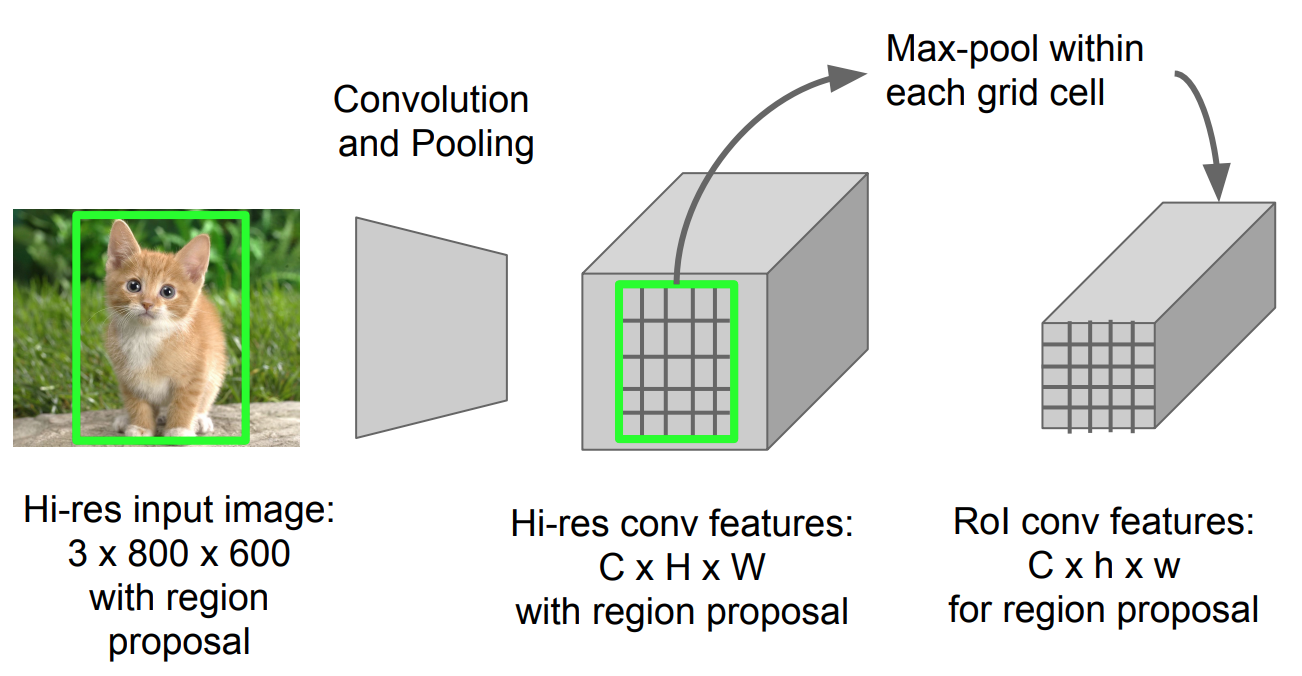 Convolution
and Pooling
Max-pool within
each grid cell
Hi-res input image:
3 x 800 x 600
with region
proposal
Hi-res conv features:
C x H x W
with region proposal
RoI conv features:
C x h x w
for region proposal